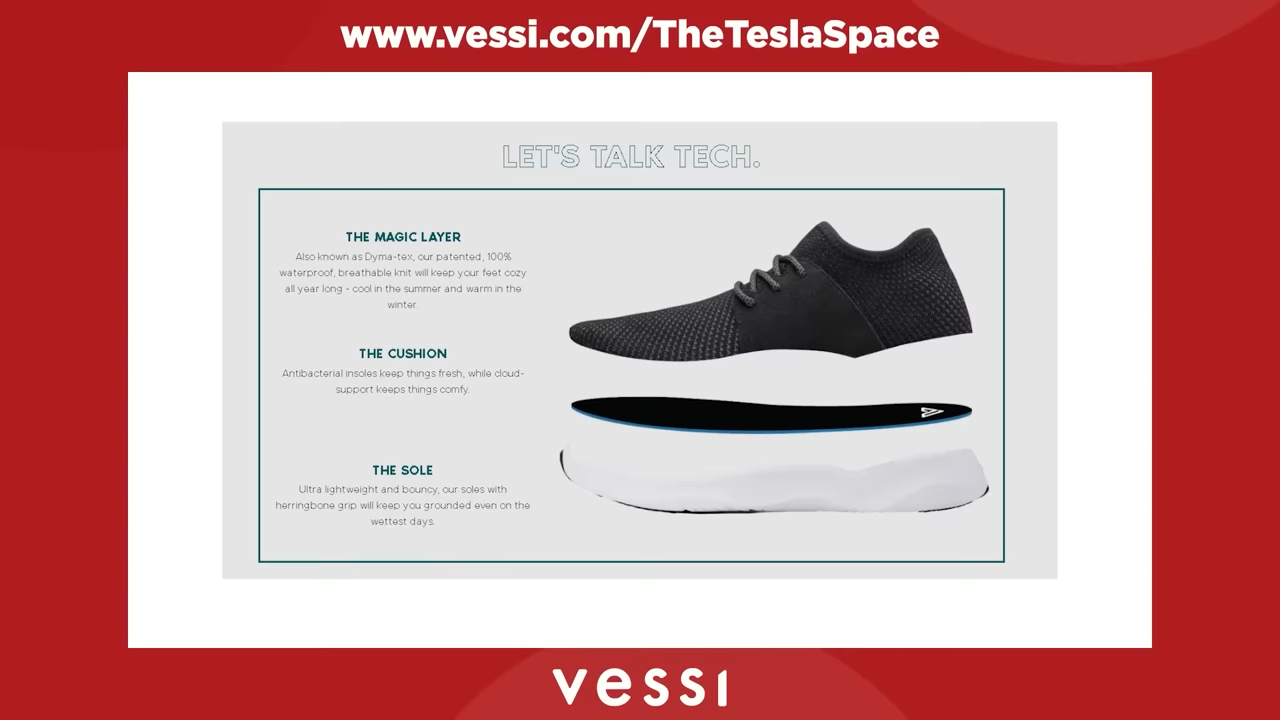 www.vessi.com/TheTeslaSpace
LET'S TALK TECH.
THE MAGIC LAYER
Also known as Dyma-tex, our patented, 100%
waterproof, breathable knit will keep your feet cozy
all year long - cool in the summer and warm in the
winter.
THE CUSHION
Antibacterial insoles keep things fresh, while cloud-
support keeps things comfy.
THE SOLE
Ultra lightweight and bouncy, our soles with
herringbone grip will keep you grounded even on the
wettest days.
vessi